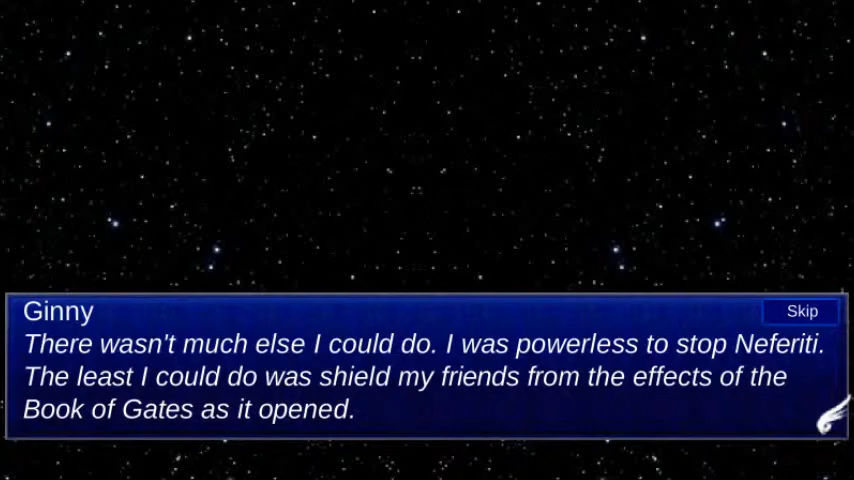 Ginny
Skip
There wasn't much else I could do. I was powerless to stop Neferiti.
The least I could do was shield my friends from the effects of the
Book of Gates as it opened.